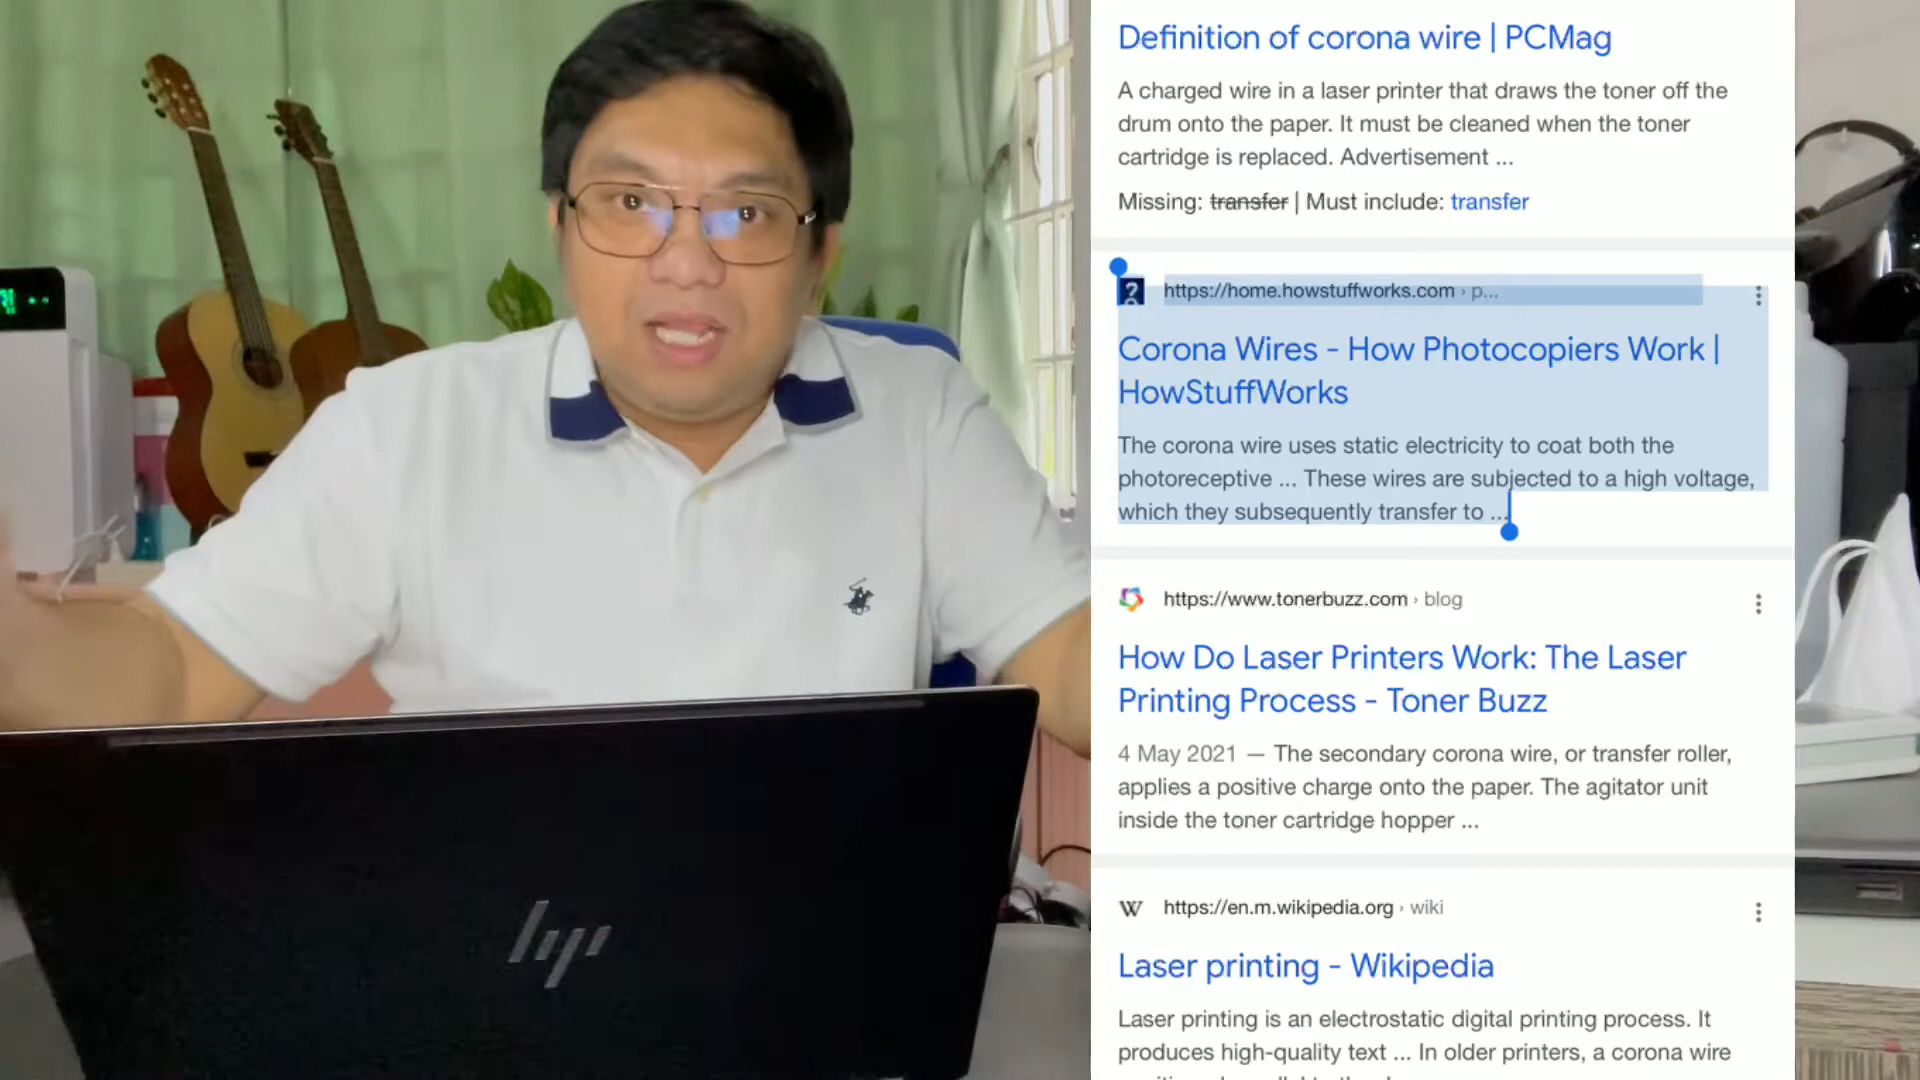 Definition of corona wire | PCMag
A charged wire in a laser printer that draws the toner off the
drum onto the paper. It must be cleaned when the toner
cartridge is replaced. Advertisement ...
Missing: transfer | Must include: transfer
https://home.howstuffworks.com › p...
Corona Wires - How Photocopiers Work |
HowStuffWorks
The corona wire uses static electricity to coat both the
photoreceptive ... These wires are subjected to a high voltage,
which they subsequently transfer to ...
https://www.tonerbuzz.com › blog
How Do Laser Printers Work: The Laser
Printing Process - Toner Buzz
4 May 2021 — The secondary corona wire, or transfer roller,
applies a positive charge onto the paper. The agitator unit
inside the toner cartridge hopper ...
W https://en.m.wikipedia.org › wiki
Laser printing - Wikipedia
Laser printing is an electrostatic digital printing process. It
produces high-quality text ... In older printers, a corona wire
hp